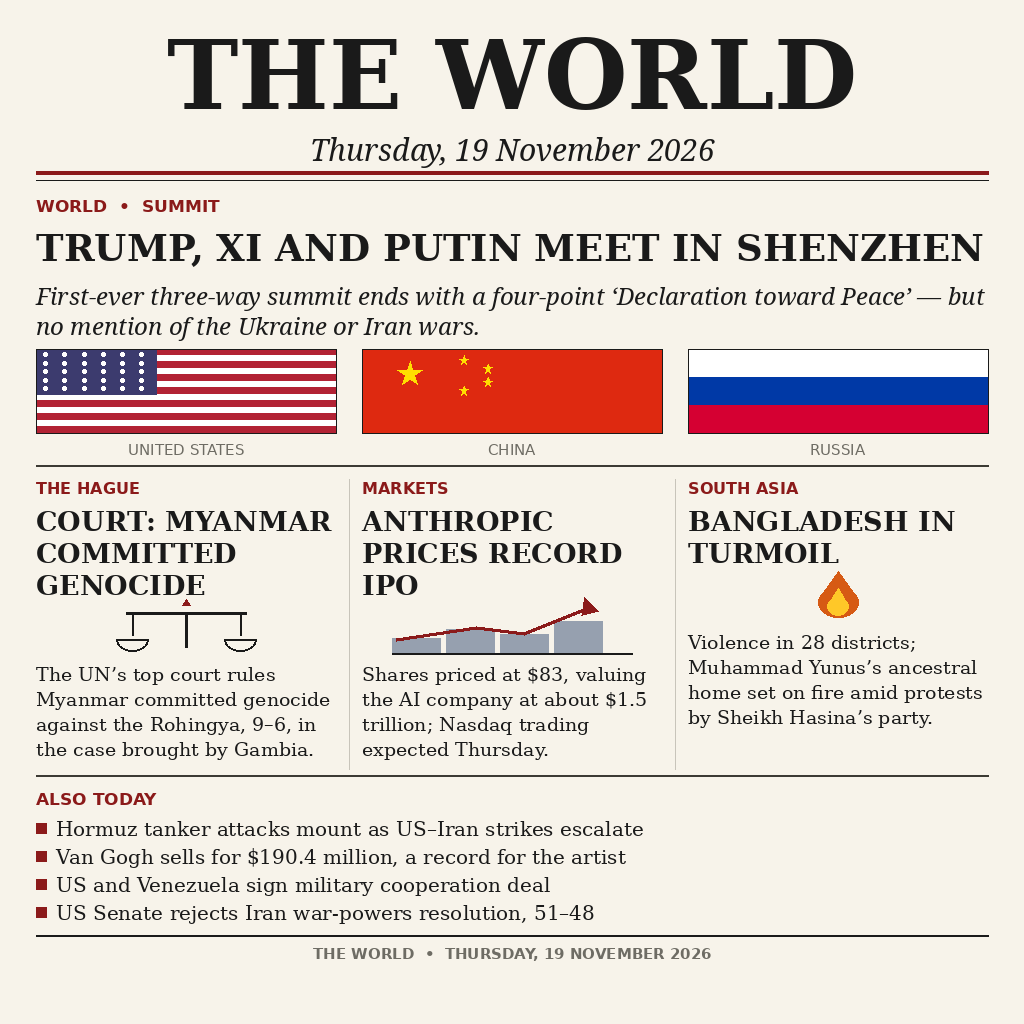 THE WORLD
Thursday, 19 November 2026
WORLD • SUMMIT
TRUMP, XI AND PUTIN MEET IN SHENZHEN
First-ever three-way summit ends with a four-point ‘Declaration toward Peace’ — but
no mention of the Ukraine or Iran wars.
UNITED STATES
CHINA
RUSSIA
THE HAGUE
COURT: MYANMAR
COMMITTED
GENOCIDE
The UN’s top court rules
Myanmar committed genocide
against the Rohingya, 9–6, in
the case brought by Gambia.
MARKETS
ANTHROPIC
PRICES RECORD
IPO
Shares priced at $83, valuing
the AI company at about $1.5
trillion; Nasdaq trading
expected Thursday.
SOUTH ASIA
BANGLADESH IN
TURMOIL
Violence in 28 districts;
Muhammad Yunus’s ancestral
home set on fire amid protests
by Sheikh Hasina’s party.
ALSO TODAY
Hormuz tanker attacks mount as US–Iran strikes escalate
Van Gogh sells for $190.4 million, a record for the artist
US and Venezuela sign military cooperation deal
US Senate rejects Iran war-powers resolution, 51–48
THE WORLD • THURSDAY, 19 NOVEMBER 2026